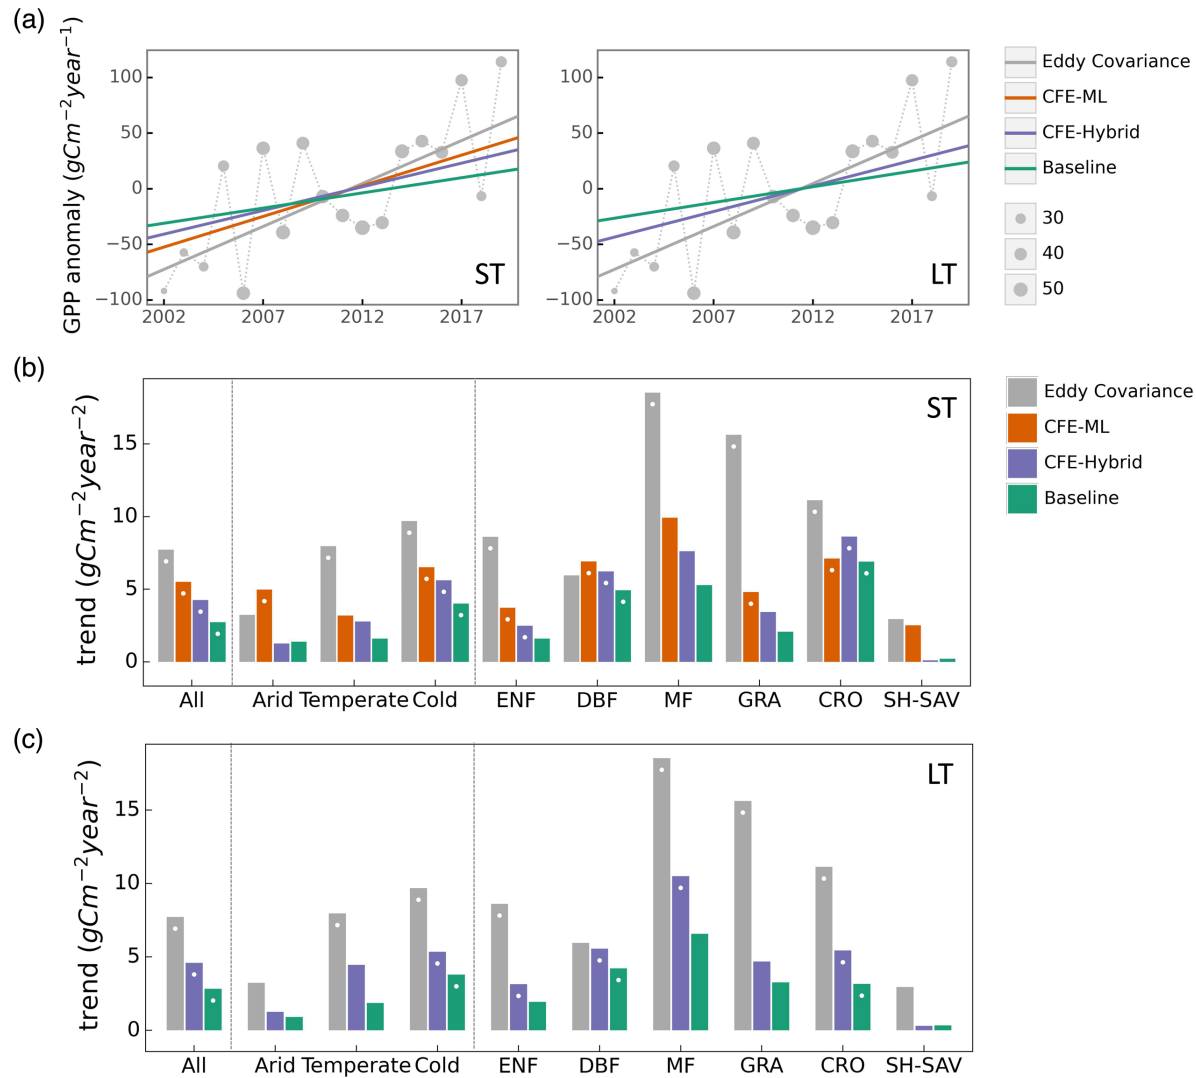 (a)
GPP anomaly (gCm⁻²year⁻¹)
100
50
0
−50
−100
2002 2007 2012 2017
ST
100
50
0
−50
−100
2002 2007 2012 2017
LT
Eddy Covariance
CFE-ML
CFE-Hybrid
Baseline
30
40
50
(b)
trend (gCm⁻²year⁻²)
15
10
5
0
ST
All Arid Temperate Cold ENF DBF MF GRA CRO SH-SAV
Eddy Covariance
CFE-ML
CFE-Hybrid
Baseline
(c)
trend (gCm⁻²year⁻²)
15
10
5
0
LT
All Arid Temperate Cold ENF DBF MF GRA CRO SH-SAV